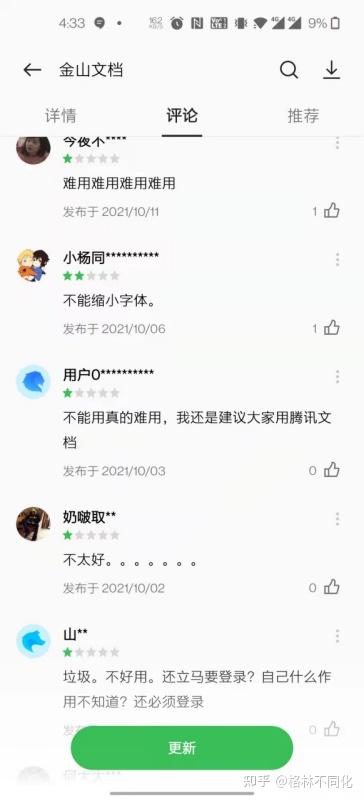 4:33
162
KB/S
4G
4G
9%
金山文档
详情
评论
推荐
今夜不****
难用难用难用难用
发布于 2021/10/11
1
小杨同**********
不能缩小字体。
发布于 2021/10/06
1
用户0**********
不能用真的难用，我还是建议大家用腾讯文
档
发布于 2021/10/03
0
奶啵取**
不太好。。。。。。。
发布于 2021/10/02
0
山**
垃圾。不好用。还立马要登录？自己什么作
用不知道？还必须登录
发布于
0
更新
知乎 @格林不同化